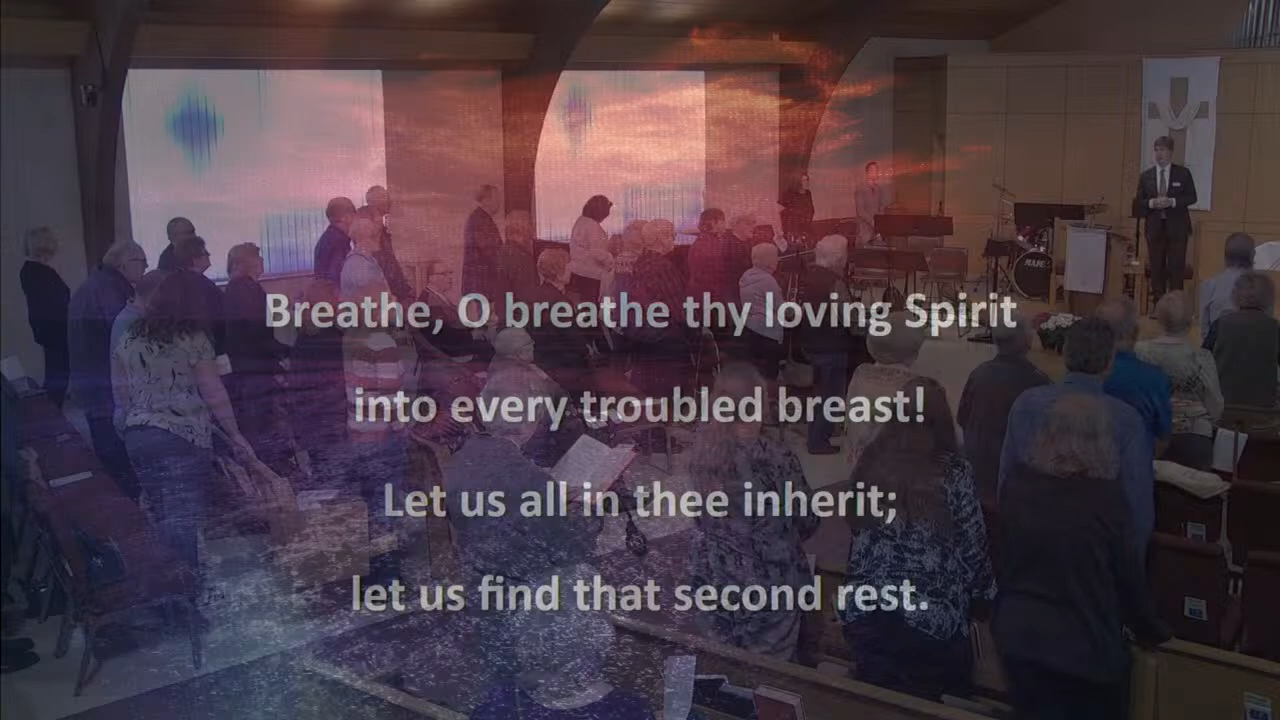 Breathe, O breathe thy loving Spirit
into every troubled breast!
Let us all in thee inherit;
let us find that second rest.